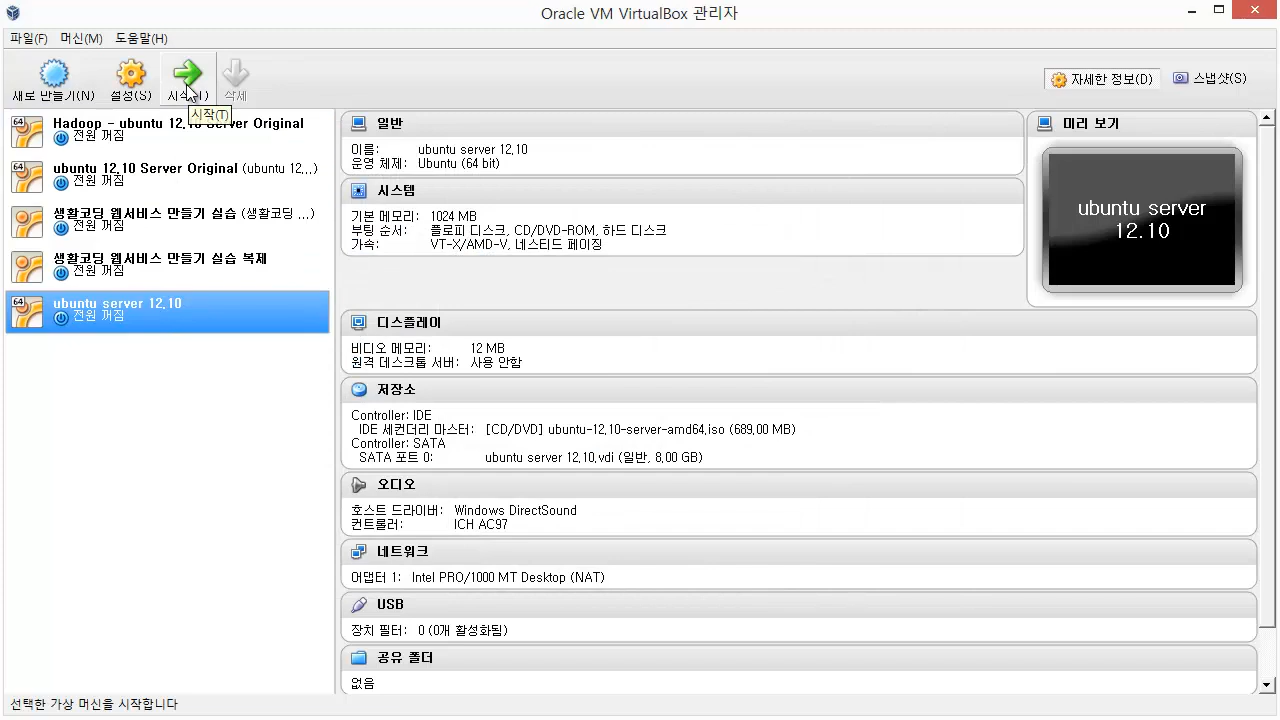 Oracle VM VirtualBox 관리자
파일(F) 머신(M) 도움말(H)
새로 만들기(N) 설정(S) 삭제
시작(T)
자세한 정보(D) 스냅샷(S)
64 Hadoop - ubuntu 12.10 Server Original
전원 꺼짐
64 ubuntu 12.10 Server Original (ubuntu 12...)
전원 꺼짐
생활코딩 웹서비스 만들기 실습 (생활코딩 ...)
전원 꺼짐
생활코딩 웹서비스 만들기 실습 복제
전원 꺼짐
64 ubuntu server 12.10
전원 꺼짐
일반
이름: ubuntu server 12.10
운영 체제: Ubuntu (64 bit)
시스템
기본 메모리: 1024 MB
부팅 순서: 플로피 디스크, CD/DVD-ROM, 하드 디스크
가속: VT-x/AMD-V, 네스티드 페이징
미리 보기
ubuntu server
12.10
디스플레이
비디오 메모리: 12 MB
원격 데스크톱 서버: 사용 안함
저장소
Controller: IDE
IDE 세컨더리 마스터: [CD/DVD] ubuntu-12.10-server-amd64.iso (689.00 MB)
Controller: SATA
SATA 포트 0: ubuntu server 12.10.vdi (일반, 8.00 GB)
오디오
호스트 드라이버: Windows DirectSound
컨트롤러: ICH AC97
네트워크
어댑터 1: Intel PRO/1000 MT Desktop (NAT)
USB
장치 필터: 0 (0개 활성화됨)
공유 폴더
없음
선택한 가상 머신을 시작합니다